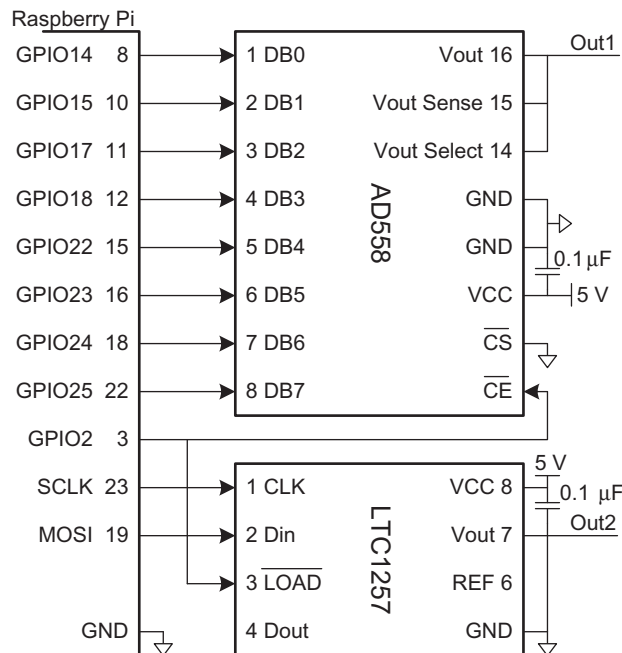 Raspberry Pi
GPIO14 8
GPIO15 10
GPIO17 11
GPIO18 12
GPIO22 15
GPIO23 16
GPIO24 18
GPIO25 22
GPIO2 3
SCLK 23
MOSI 19
GND
1 DB0
2 DB1
3 DB2
4 DB3
5 DB4
6 DB5
7 DB6
8 DB7
AD558
Vout 16
Vout Sense 15
Vout Select 14
GND
GND
VCC
CS
CE
Out1
0.1 μF
5 V
1 CLK
2 Din
3 LOAD
4 Dout
LTC1257
VCC 8
Vout 7
REF 6
GND
5 V
0.1 μF
Out2